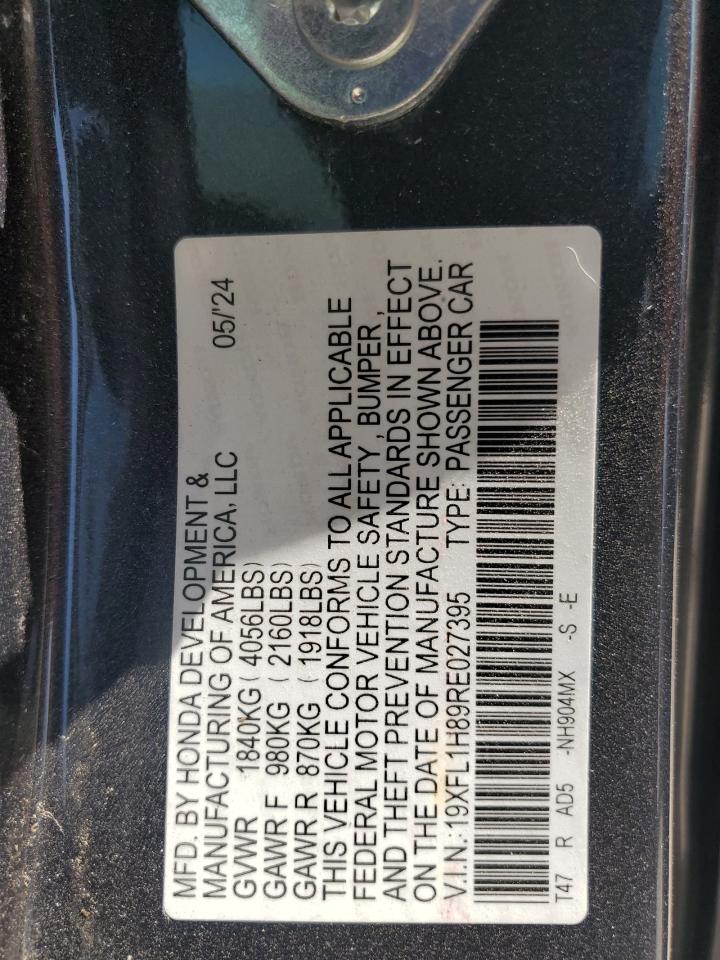 MFD. BY HONDA DEVELOPMENT &
MANUFACTURING OF AMERICA, LLC 05/'24
GVWR 1840KG ( 4056LBS)
GAWR F 980KG ( 2160LBS)
GAWR R 870KG ( 1918LBS)
THIS VEHICLE CONFORMS TO ALL APPLICABLE
FEDERAL MOTOR VEHICLE SAFETY, BUMPER ,
AND THEFT PREVENTION STANDARDS IN EFFECT
ON THE DATE OF MANUFACTURE SHOWN ABOVE.
V.I.N.: 19XFL1H89RE027395 TYPE: PASSENGER CAR
T47 R AD5 -NH904MX -S -E